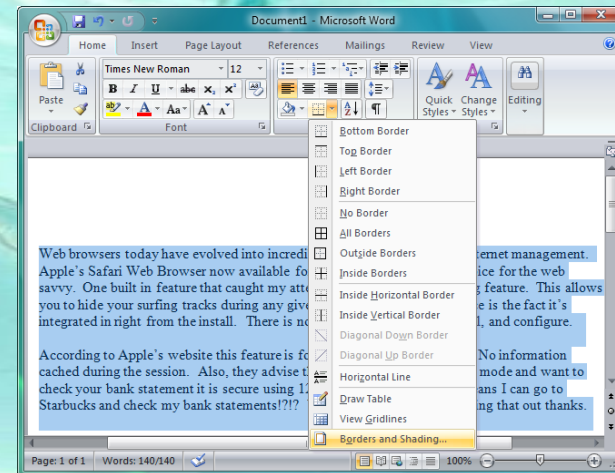 Document1 - Microsoft Word
Home Insert Page Layout References Mailings Review View
Times New Roman 12
Paste
B I U abe x, x²
Aa A A
Quick Styles Change Styles Editing
Clipboard Font
Bottom Border
Top Border
Left Border
Right Border
No Border
All Borders
Outside Borders
Inside Borders
Inside Horizontal Border
Inside Vertical Border
Diagonal Down Border
Diagonal Up Border
Horizontal Line
Draw Table
View Gridlines
Borders and Shading...
Web browsers today have evolved into incredi ternet management.
Apple's Safari Web Browser now available fo ice for the web
savvy. One built in feature that caught my atte g feature. This allows
you to hide your surfing tracks during any give e is the fact it's
integrated in right from the install. There is no l, and configure.
According to Apple's website this feature is fo No information
cached during the session. Also, they advise t mode and want to
check your bank statement it is secure using 12 ans I can go to
Starbucks and check my bank statements!?!? ing that out thanks.
Page: 1 of 1 Words: 140/140 100%